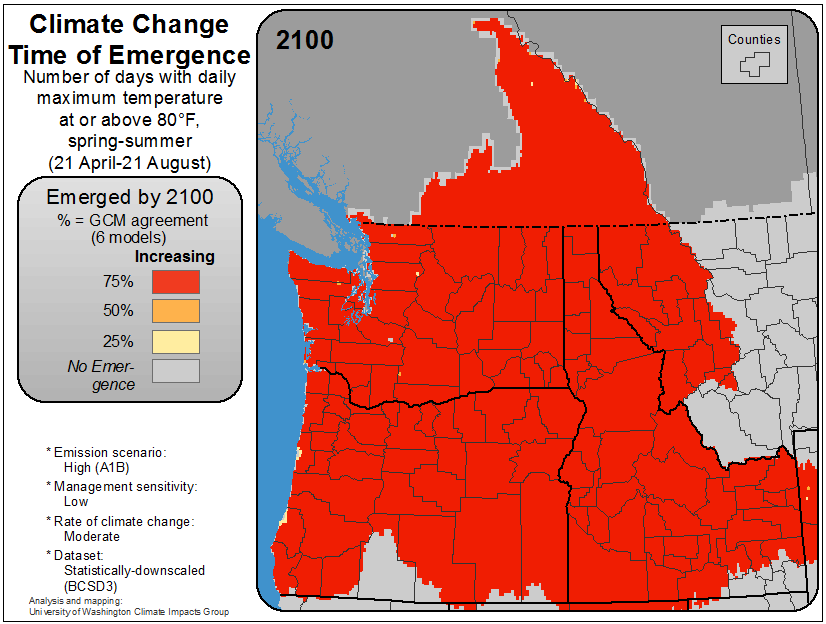 Climate Change
Time of Emergence
Number of days with daily
maximum temperature
at or above 80°F,
spring-summer
(21 April-21 August)
Emerged by 2100
% = GCM agreement
(6 models)
Increasing
75%
50%
25%
No Emer-
gence
* Emission scenario:
High (A1B)
* Management sensitivity:
Low
* Rate of climate change:
Moderate
* Dataset:
Statistically-downscaled
(BCSD3)
Analysis and mapping:
University of Washington Climate Impacts Group
2100
Counties